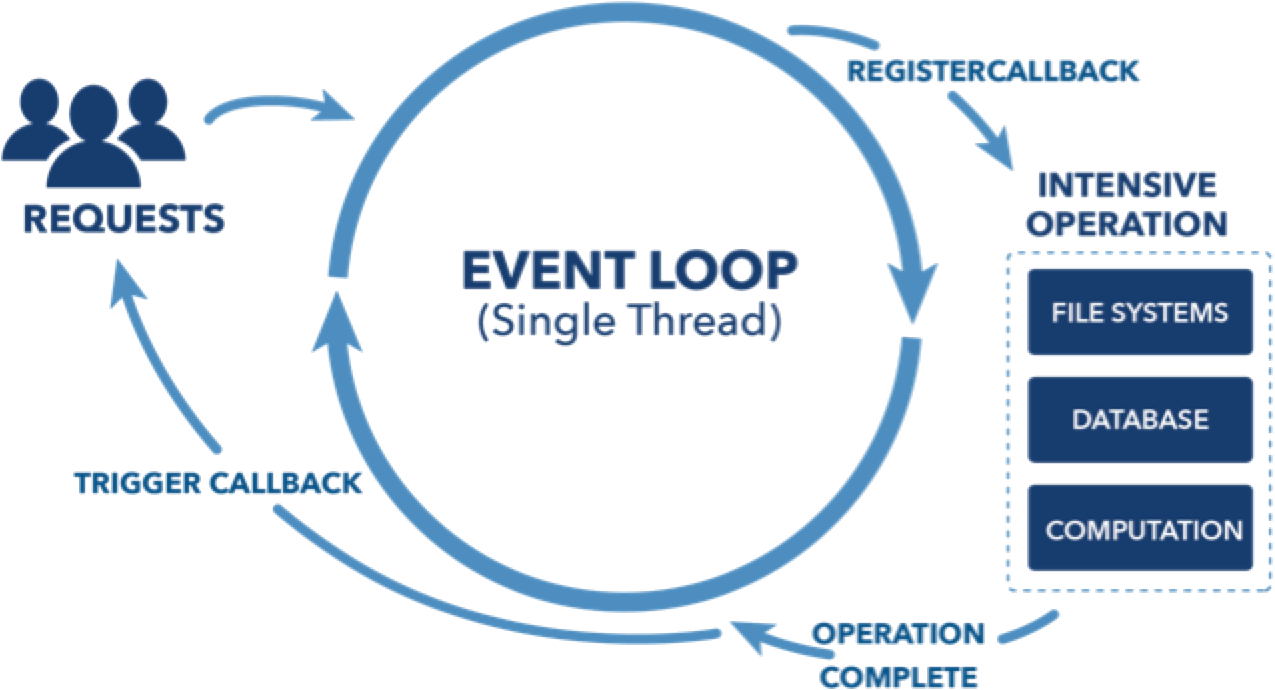 REQUESTS
EVENT LOOP
(Single Thread)
REGISTERCALLBACK
INTENSIVE
OPERATION
FILE SYSTEMS
DATABASE
COMPUTATION
OPERATION
COMPLETE
TRIGGER CALLBACK